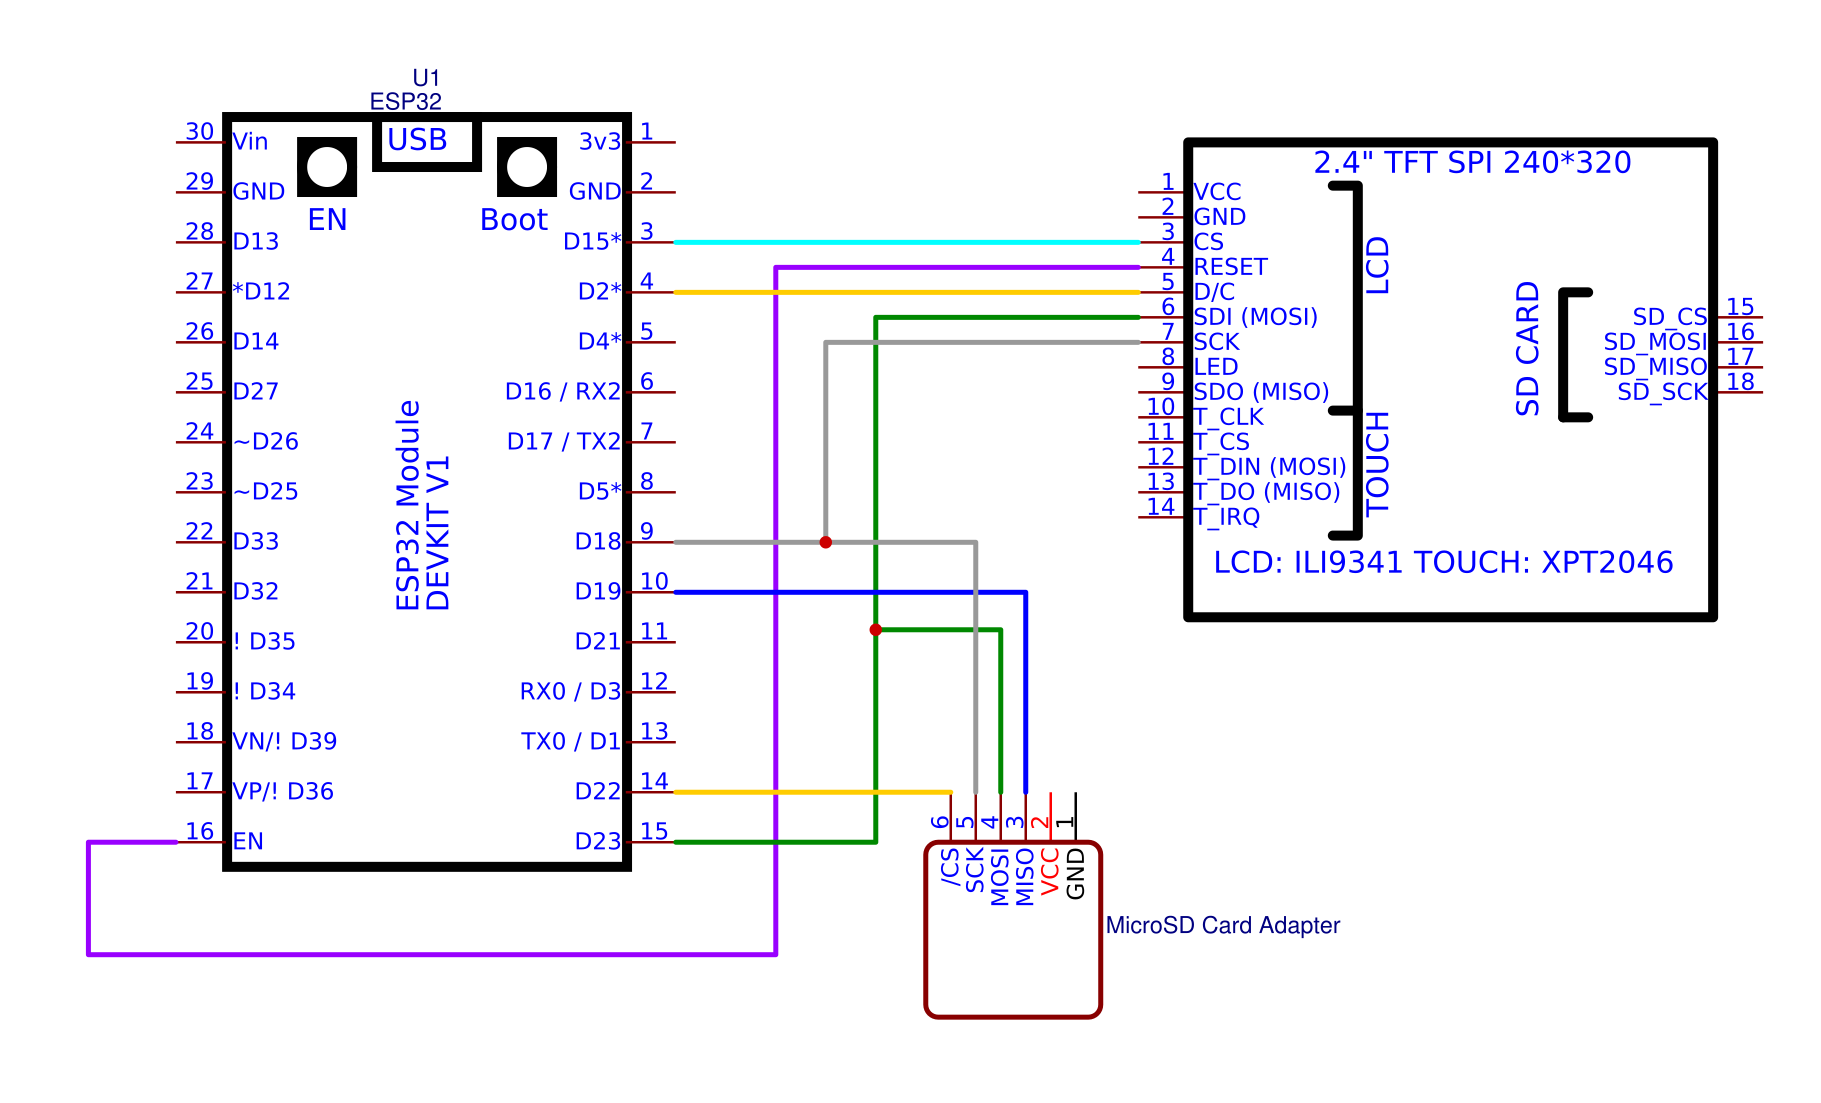 U1
ESP32
USB
EN
Boot
30 Vin
29 GND
28 D13
27 *D12
26 D14
25 D27
24 ~D26
23 ~D25
22 D33
21 D32
20 ! D35
19 ! D34
18 VN/! D39
17 VP/! D36
16 EN
ESP32 Module
DEVKIT V1
3v3 1
GND 2
D15* 3
D2* 4
D4* 5
D16 / RX2 6
D17 / TX2 7
D5* 8
D18 9
D19 10
D21 11
RX0 / D3 12
TX0 / D1 13
D22 14
D23 15
2.4" TFT SPI 240*320
1 VCC
2 GND
3 CS
4 RESET
5 D/C
6 SDI (MOSI)
7 SCK
8 LED
9 SDO (MISO)
10 T_CLK
11 T_CS
12 T_DIN (MOSI)
13 T_DO (MISO)
14 T_IRQ
LCD
TOUCH
SD CARD
SD_CS 15
SD_MOSI 16
SD_MISO 17
SD_SCK 18
LCD: ILI9341 TOUCH: XPT2046
6 /CS
5 SCK
4 MOSI
3 MISO
2 VCC
1 GND
MicroSD Card Adapter